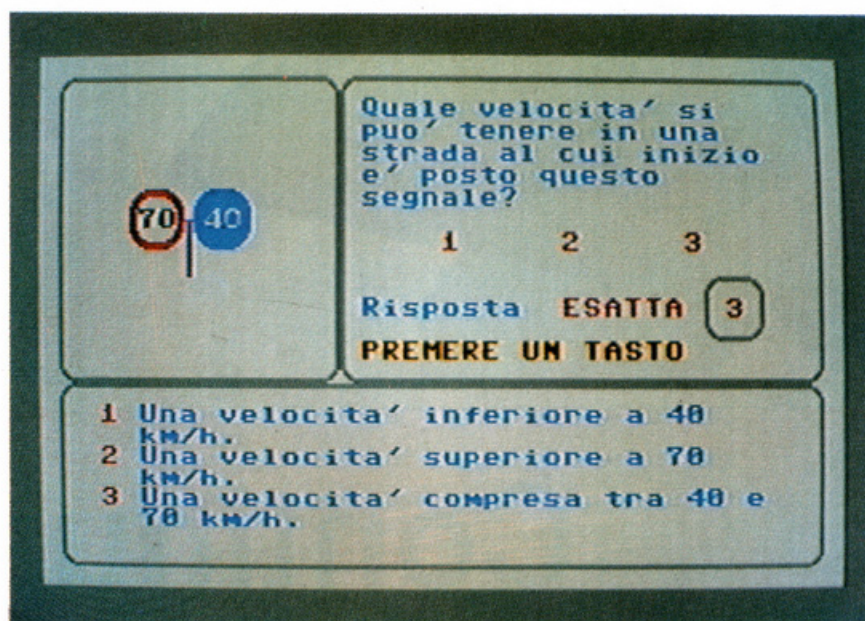 70 40
Quale velocita' si
puo' tenere in una
strada al cui inizio
e' posto questo
segnale?
1 2 3
Risposta ESATTA 3
PREMERE UN TASTO
1 Una velocita' inferiore a 40
km/h.
2 Una velocita' superiore a 70
km/h.
3 Una velocita' compresa tra 40 e
70 km/h.